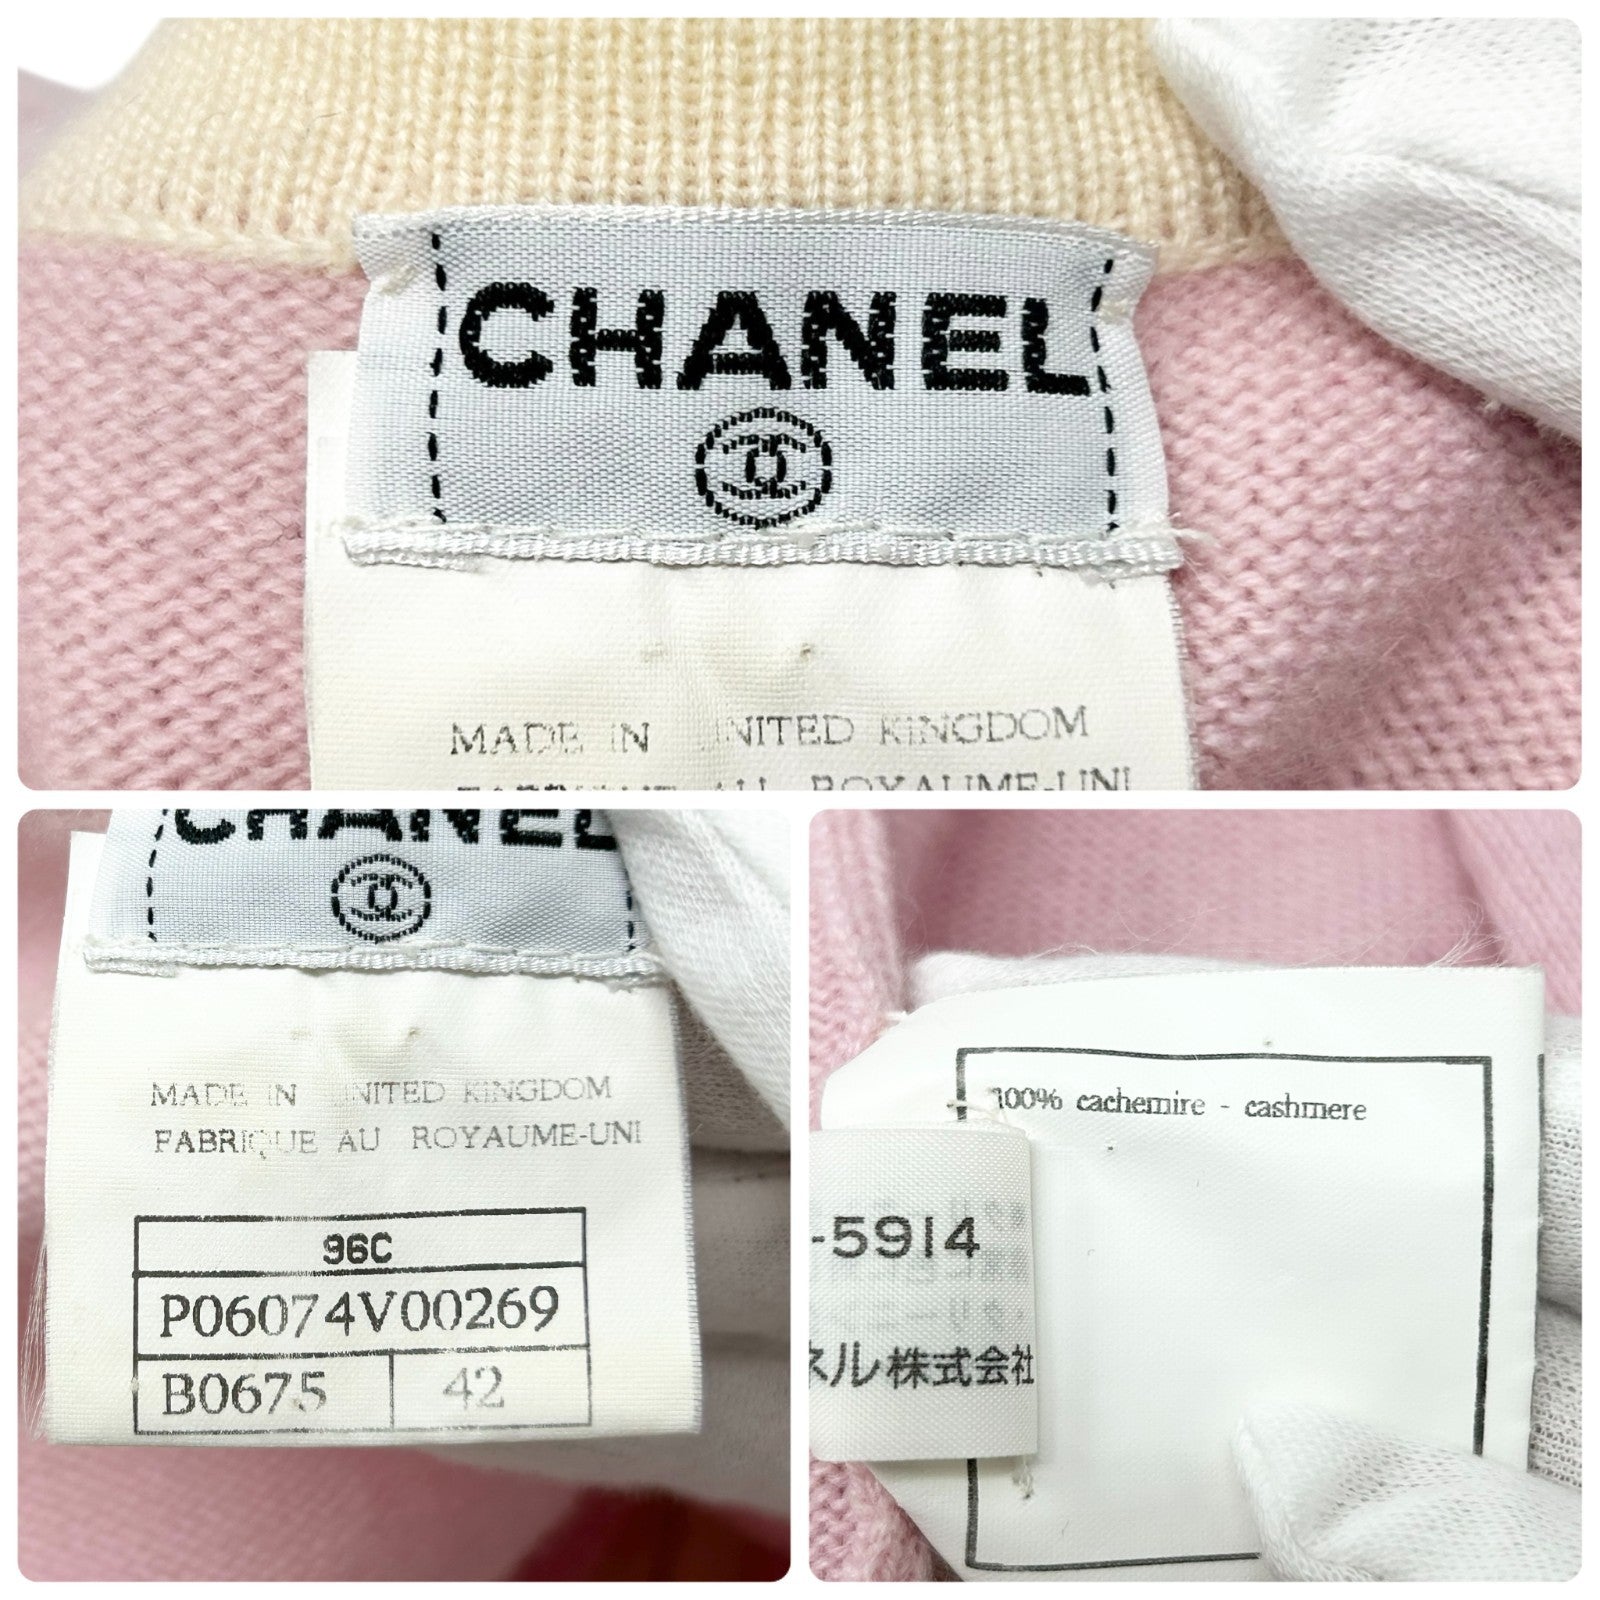 CHANEL
MADE IN UNITED KINGDOM
FABRIQUE AU ROYAUME-UNI
CHANEL
MADE IN UNITED KINGDOM
FABRIQUE AU ROYAUME-UNI
96C
P06074V00269
B0675 42
100% cachemire - cashmere
-5914
ネル株式会社